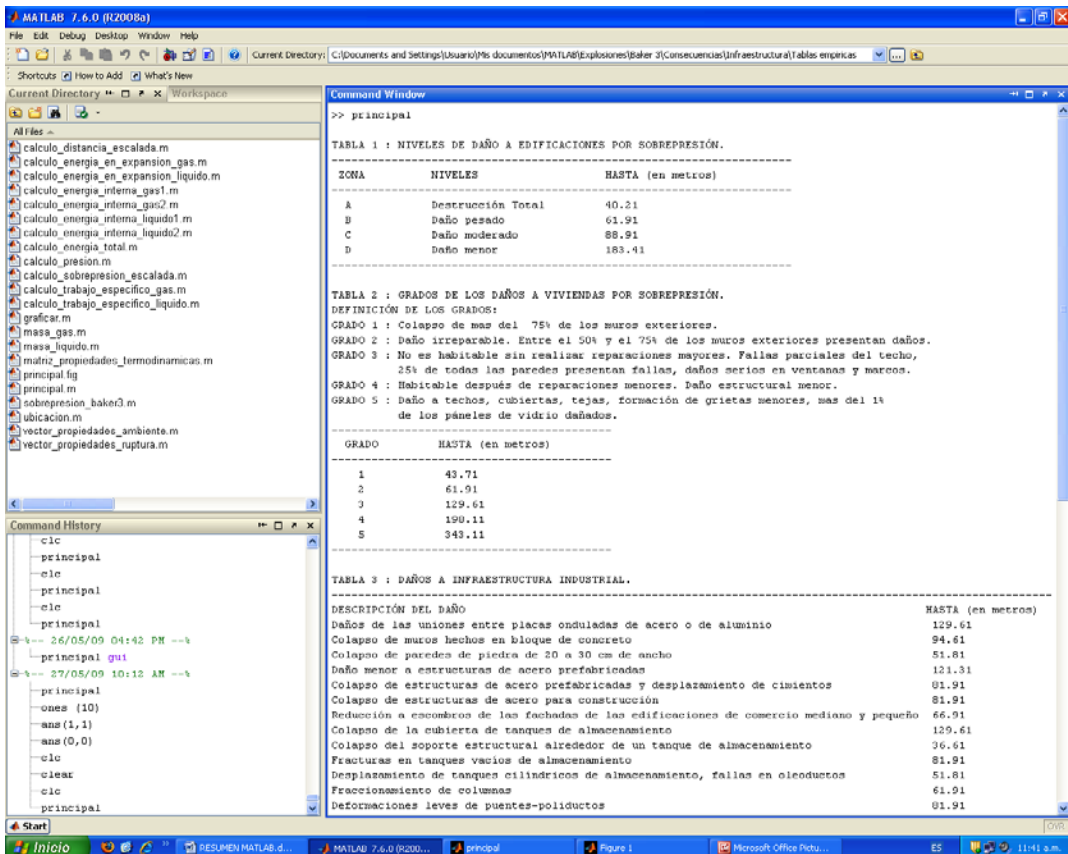 MATLAB 7.6.0 (R2008a)
File Edit Debug Desktop Window Help
Current Directory: C:\Documents and Settings\Usuario\Mis documentos\MATLAB\Explosiones\Baker 3\Consecuencias\Infraestructura\Tablas empiricas
Shortcuts How to Add What's New
Current Directory Workspace
All Files
calculo_distancia_escalada.m
calculo_energia_en_expansion_gas.m
calculo_energia_en_expansion_liquido.m
calculo_energia_interna_gas1.m
calculo_energia_interna_gas2.m
calculo_energia_interna_liquido1.m
calculo_energia_interna_liquido2.m
calculo_energia_total.m
calculo_presion.m
calculo_sobrepresion_escalada.m
calculo_trabajo_especifico_gas.m
calculo_trabajo_especifico_liquido.m
graficar.m
masa_gas.m
masa_liquido.m
matriz_propiedades_termodinamicas.m
principal.fig
principal.m
sobrepresion_baker3.m
ubicacion.m
vector_propiedades_ambiente.m
vector_propiedades_ruptura.m
Command History
clc
principal
clc
principal
clc
principal
%-- 26/05/09 04:42 PM --%
principal gui
%-- 27/05/09 10:12 AM --%
principal
ones (10)
ans(1,1)
ans(0,0)
clc
clear
clc
principal
Command Window
>> principal
TABLA 1 : NIVELES DE DAÑO A EDIFICACIONES POR SOBREPRESIÓN.
ZONA NIVELES HASTA (en metros)
A Destrucción Total 40.21
B Daño pesado 61.91
C Daño moderado 88.91
D Daño menor 183.41
TABLA 2 : GRADOS DE LOS DAÑOS A VIVIENDAS POR SOBREPRESIÓN.
DEFINICIÓN DE LOS GRADOS:
GRADO 1 : Colapso de mas del 75% de los muros exteriores.
GRADO 2 : Daño irreparable. Entre el 50% y el 75% de los muros exteriores presentan daños.
GRADO 3 : No es habitable sin realizar reparaciones mayores. Fallas parciales del techo,
25% de todas las paredes presentan fallas, daños serios en ventanas y marcos.
GRADO 4 : Habitable después de reparaciones menores. Daño estructural menor.
GRADO 5 : Daño a techos, cubiertas, tejas, formación de grietas menores, mas del 1%
de los páneles de vidrio dañados.
GRADO HASTA (en metros)
1 43.71
2 61.91
3 129.61
4 198.11
5 343.11
TABLA 3 : DAÑOS A INFRAESTRUCTURA INDUSTRIAL.
DESCRIPCIÓN DEL DAÑO HASTA (en metros)
Daños de las uniones entre placas onduladas de acero o de aluminio 129.61
Colapso de muros hechos en bloque de concreto 94.61
Colapso de paredes de piedra de 20 a 30 cm de ancho 51.81
Daño menor a estructuras de acero prefabricadas 121.31
Colapso de estructuras de acero prefabricadas y desplazamiento de cimientos 81.91
Colapso de estructuras de acero para construcción 81.91
Reducción a escombros de las fachadas de las edificaciones de comercio mediano y pequeño 66.91
Colapso de la cubierta de tanques de almacenamiento 129.61
Colapso del soporte estructural alrededor de un tanque de almacenamiento 36.61
Fracturas en tanques vacios de almacenamiento 81.91
Desplazamiento de tanques cilíndricos de almacenamiento, fallas en oleoductos 51.81
Fraccionamiento de columnas 61.91
Deformaciones leves de puentes-poliductos 81.91
Start
OVR
Inicio
RESUMEN MATLAB.d...
MATLAB 7.6.0 (R200...
principal
Figure 1
Microsoft Office Pictu...
ES
11:41 a.m.